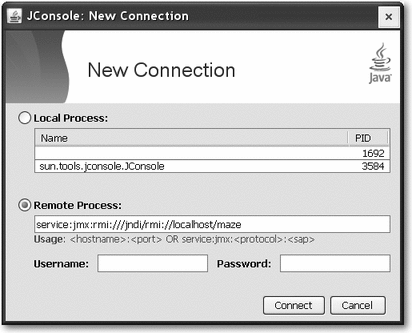 JConsole: New Connection
New Connection
Java
Local Process:
Name PID
1692
sun.tools.jconsole.JConsole 3584
Remote Process:
service:jmx:rmi:///jndi/rmi://localhost/maze
Usage: <hostname>:<port> OR service:jmx:<protocol>:<sap>
Username: Password:
Connect Cancel